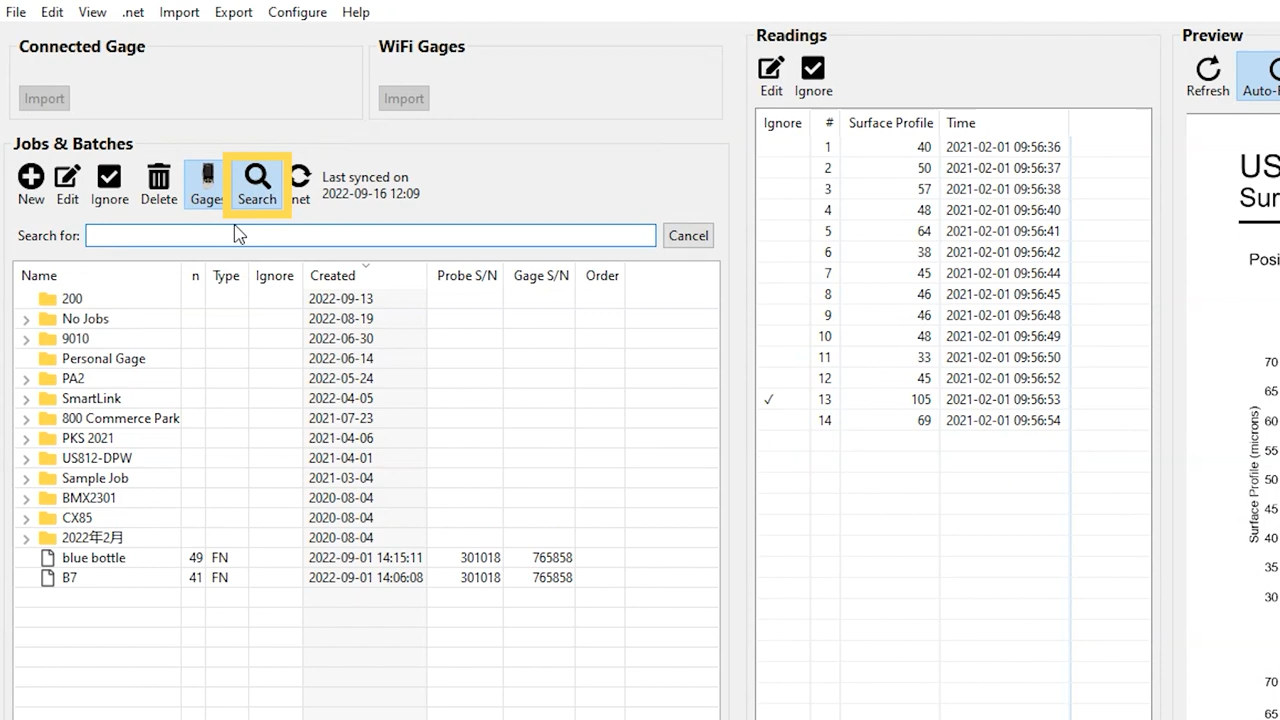 File Edit View .net Import Export Configure Help
Connected Gage
Import
WiFi Gages
Import
Jobs & Batches
New Edit Ignore Delete Gages Search net
Last synced on
2022-09-16 12:09
Search for: Cancel
Name n Type Ignore Created Probe S/N Gage S/N Order
200 2022-09-13
No Jobs 2022-08-19
9010 2022-06-30
Personal Gage 2022-06-14
PA2 2022-05-24
SmartLink 2022-04-05
800 Commerce Park 2021-07-23
PKS 2021 2021-04-06
US812-DPW 2021-04-01
Sample Job 2021-03-04
BMX2301 2020-08-04
CX85 2020-08-04
2022年2月 2020-08-04
blue bottle 49 FN 2022-09-01 14:15:11 301018 765858
B7 41 FN 2022-09-01 14:06:08 301018 765858
Readings
Edit Ignore
Ignore # Surface Profile Time
1 40 2021-02-01 09:56:36
2 50 2021-02-01 09:56:37
3 57 2021-02-01 09:56:38
4 48 2021-02-01 09:56:40
5 64 2021-02-01 09:56:41
6 38 2021-02-01 09:56:42
7 45 2021-02-01 09:56:44
8 46 2021-02-01 09:56:45
9 46 2021-02-01 09:56:48
10 48 2021-02-01 09:56:49
11 33 2021-02-01 09:56:50
12 45 2021-02-01 09:56:52
✓ 13 105 2021-02-01 09:56:53
14 69 2021-02-01 09:56:54
Preview
Refresh Auto-
US
Sur
Posi
Surface Profile (microns)
70
65
60
55
50
45
40
35
30
70
65